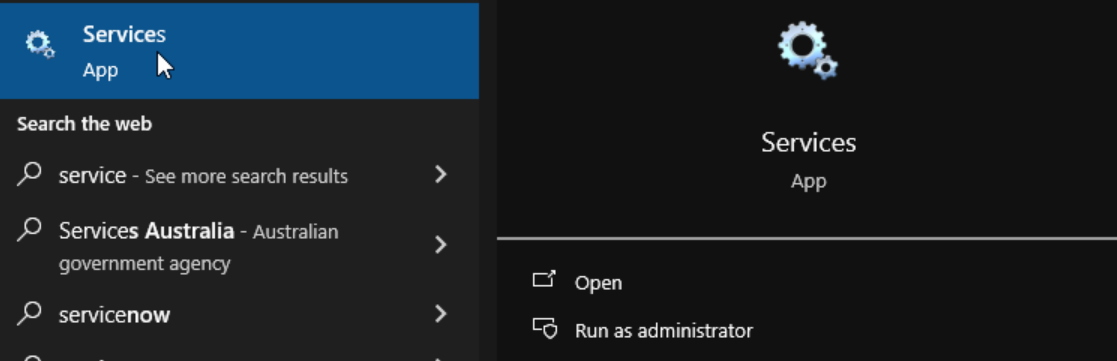 Services
App
Search the web
service - See more search results
Services Australia - Australian
government agency
servicenow
Services
App
Open
Run as administrator